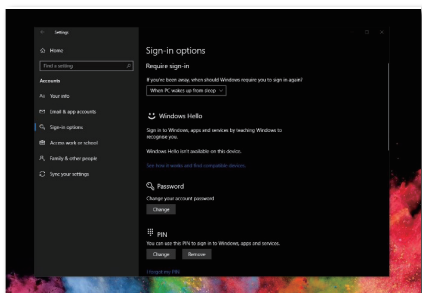 Settings
Home
Find a setting
Accounts
Your info
Email & app accounts
Sign-in options
Access work or school
Family & other people
Sync your settings
Sign-in options
Require sign-in
If you've been away, when should Windows require you to sign in again?
When PC wakes up from sleep
Windows Hello
Sign in to Windows, apps and services by teaching Windows to
recognise you.
Windows Hello isn't available on this device.
See how it works and find compatible devices.
Password
Change your account password
Change
PIN
You can use this PIN to sign in to Windows, apps and services.
Change Remove
I forgot my PIN